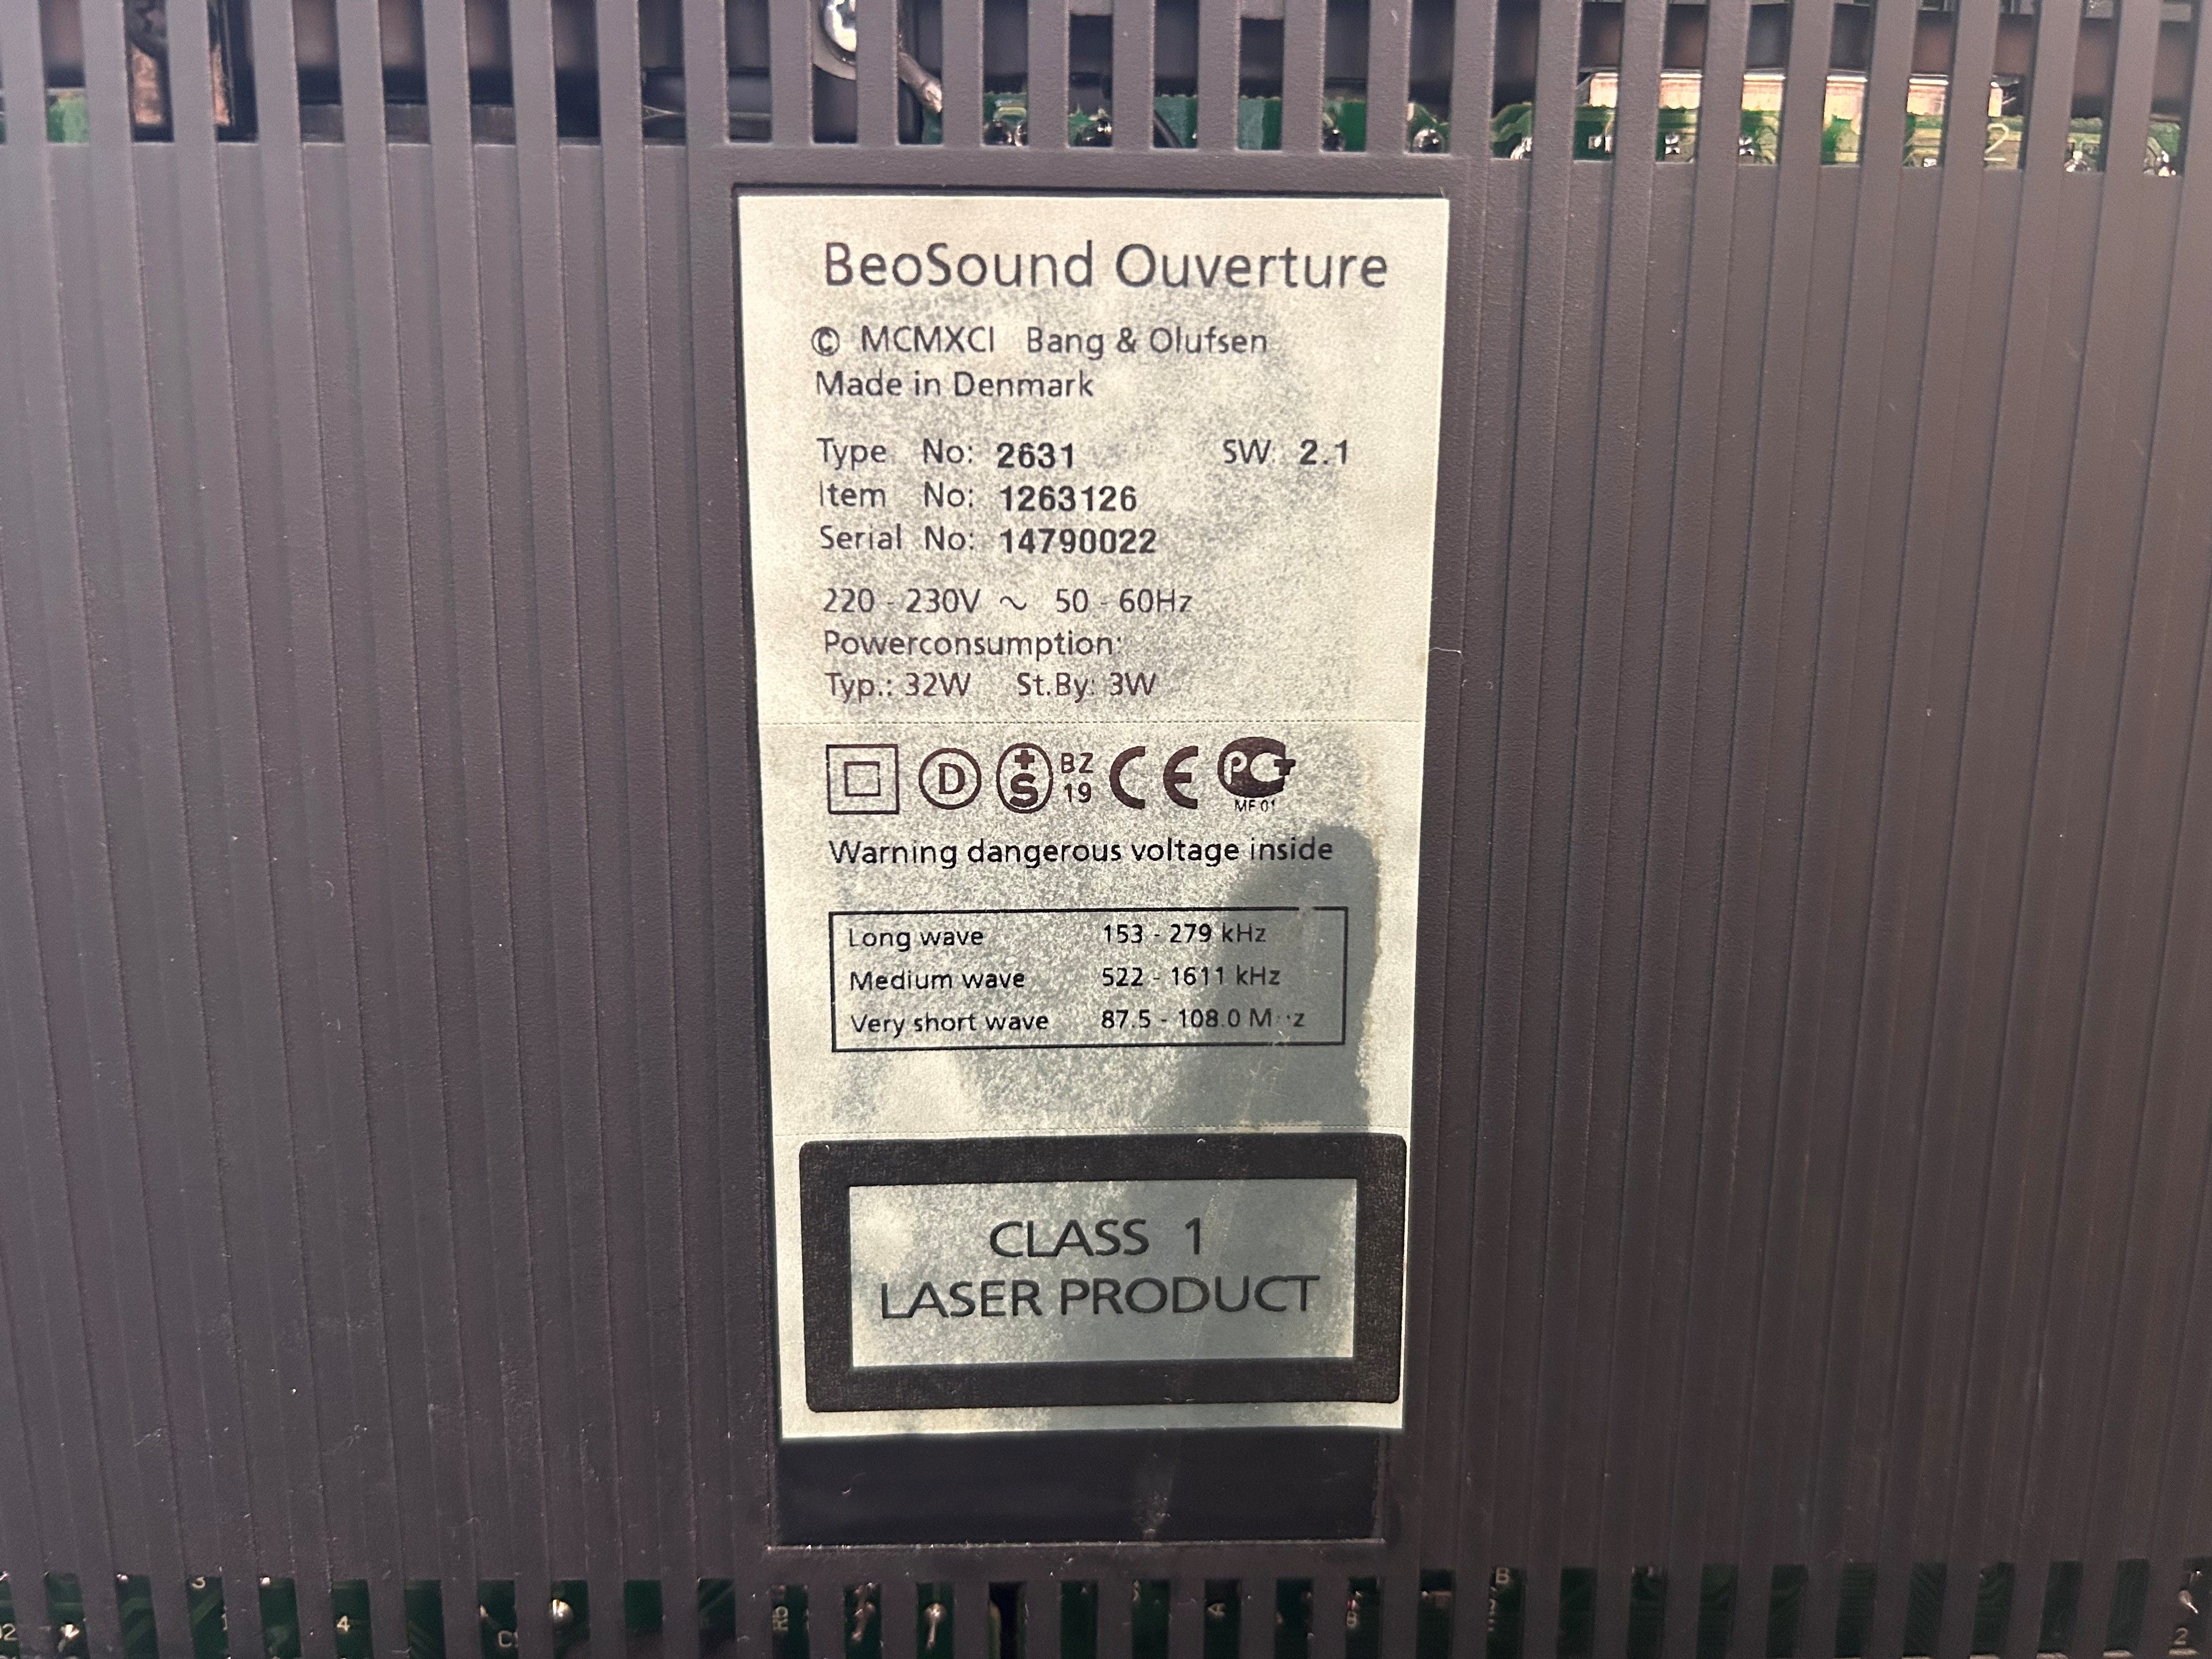 BeoSound Ouverture
© MCMXCI Bang & Olufsen
Made in Denmark
Type No: 2631 SW: 2.1
Item No: 1263126
Serial No: 14790022
220 - 230V ~ 50 - 60Hz
Powerconsumption:
Typ.: 32W St.By: 3W
D +S BZ 19 CE PCT
ME 01
Warning dangerous voltage inside
Long wave 153 - 279 kHz
Medium wave 522 - 1611 kHz
Very short wave 87.5 - 108.0
CLASS 1
LASER PRODUCT